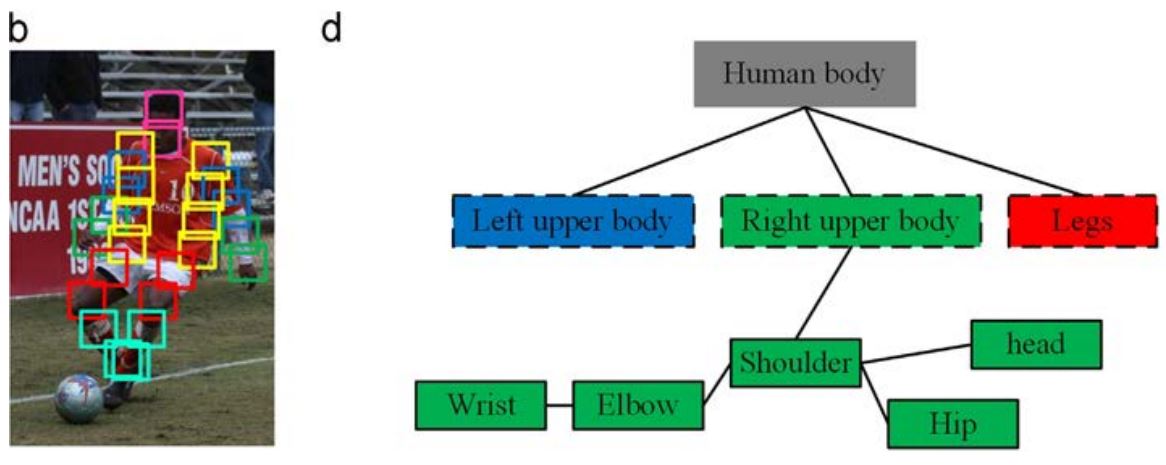 b
d
MEN'S SOC
NCAA 1S
19
10
Human body
Left upper body
Right upper body
Legs
Shoulder
head
Wrist
Elbow
Hip